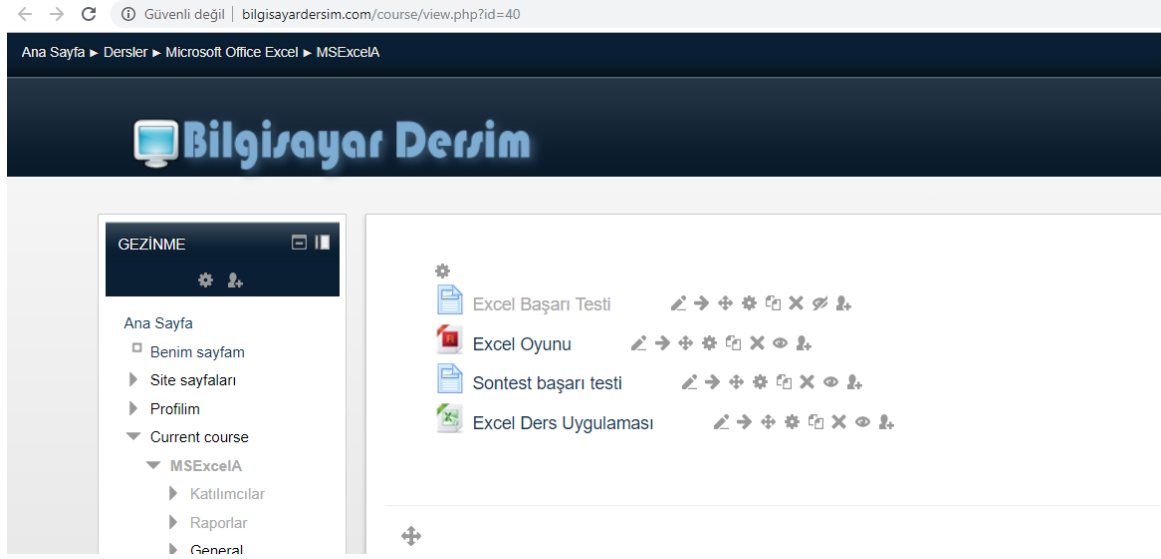 Güvenli değil | bilgisayardersim.com/course/view.php?id=40
Ana Sayfa ► Dersler ► Microsoft Office Excel ► MSExcelA
Bilgisayar Dersim
GEZİNME
Ana Sayfa
Benim sayfam
Site sayfaları
Profilim
Current course
MSExcelA
Katılımcılar
Raporlar
General
Excel Başarı Testi
Excel Oyunu
Sontest başarı testi
Excel Ders Uygulaması